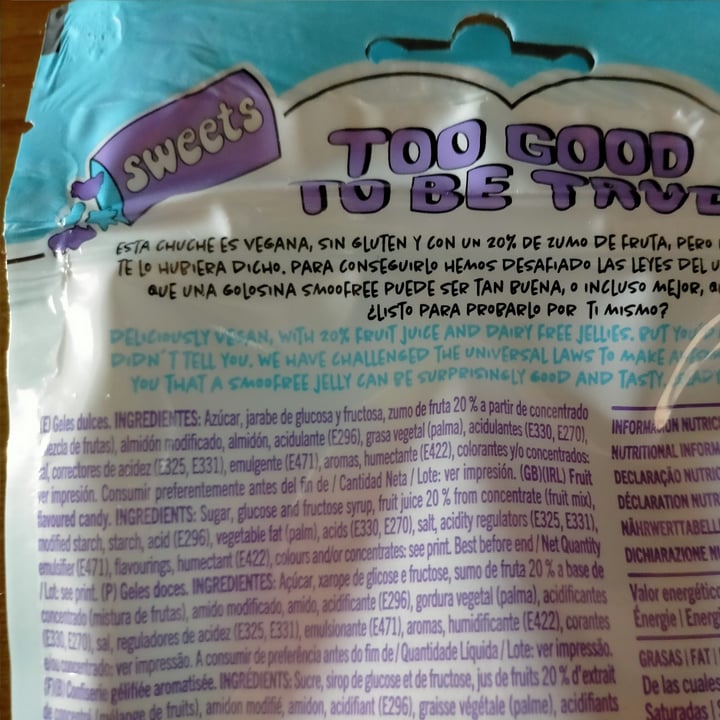 sweets
TOO GOOD
TO BE TRUE
ESTA CHUCHE ES VEGANA, SIN GLUTEN Y CON UN 20% DE ZUMO DE FRUTA, PERO
TE LO HUBIERA DICHO. PARA CONSEGUIRLO HEMOS DESAFIADO LAS LEYES DEL
QUE UNA GOLOSINA SMOOFREE PUEDE SER TAN BUENA, O INCLUSO MEJOR,
¿LISTO PARA PROBARLO POR TI MISMO?
DELICIOUSLY VEGAN, WITH 20% FRUIT JUICE AND DAIRY FREE JELLIES. BUT
DIDN'T TELL YOU. WE HAVE CHALLENGED THE UNIVERSAL LAWS TO MAKE
YOU THAT A SMOOFREE JELLY CAN BE SURPRISINGLY GOOD AND TASTY.
(E) Geles dulces. INGREDIENTES: Azúcar, jarabe de glucosa y fructosa, zumo de fruta 20 % a partir de concentrado
(mezcla de frutas), almidón modificado, almidón, acidulante (E296), grasa vegetal (palma), acidulantes (E330, E270),
sal, correctores de acidez (E325, E331), emulgente (E471), aromas, humectante (E422), colorantes y/o concentrados:
ver impresión. Consumir preferentemente antes del fin de / Cantidad Neta / Lote: ver impresión. (GB)(IRL) Fruit
flavoured candy. INGREDIENTS: Sugar, glucose and fructose syrup, fruit juice 20 % from concentrate (fruit mix),
modified starch, starch, acid (E296), vegetable fat (palm), acids (E330, E270), salt, acidity regulators (E325, E331),
emulsifier (E471), flavourings, humectant (E422), colours and/or concentrates: see print. Best before end / Net Quantity
/ Lot: see print. (P) Geles doces. INGREDIENTES: Açúcar, xarope de glicose e fructose, sumo de fruta 20 % a base de
concentrado (mistura de frutas), amido modificado, amido, acidificante (E296), gordura vegetal (palma), acidificantes
(E330, E270), sal, reguladores de acidez (E325, E331), emulsionante (E471), aromas, humidificante (E422), corantes
e/ou concentrado: ver impressão. A consumir de preferência antes do fim de / Quantidade Líquida / Lote: ver impressão.
(F)(B) Confiserie gélifiée aromatisée. INGRÉDIENTS: Sucre, sirop de glucose et de fructose, jus de fruits 20 % d'extrait
de concentré (mélange de fruits), amidon modifié, amidon, acidifiant (E296), graisse végétale (palme), acidifiants
INFORMACIÓN NUTRIC
NUTRITIONAL INFORM
DECLARAÇÃO NUTR
DÉCLARATION NUTR
NÄHRWERTTABELL
DICHIARAZIONE N
Valor energético
Énergie | Energ
GRASAS | FAT |
De las cuales
Saturadas |